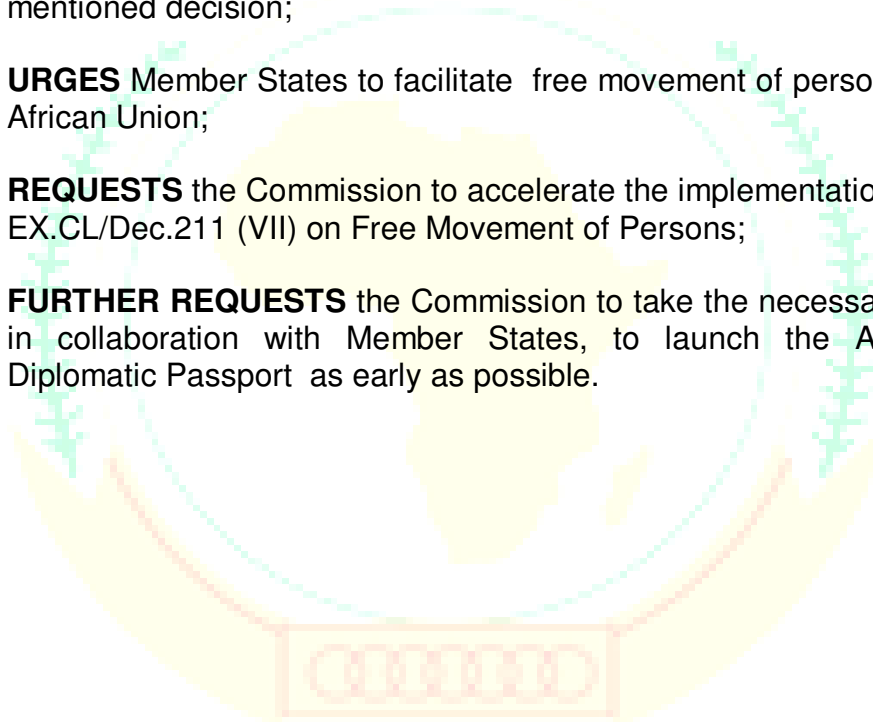 mentioned decision;
URGES Member States to facilitate free movement of perso
African Union;
REQUESTS the Commission to accelerate the implementatio
EX.CL/Dec.211 (VII) on Free Movement of Persons;
FURTHER REQUESTS the Commission to take the necessa
in collaboration with Member States, to launch the A
Diplomatic Passport as early as possible.